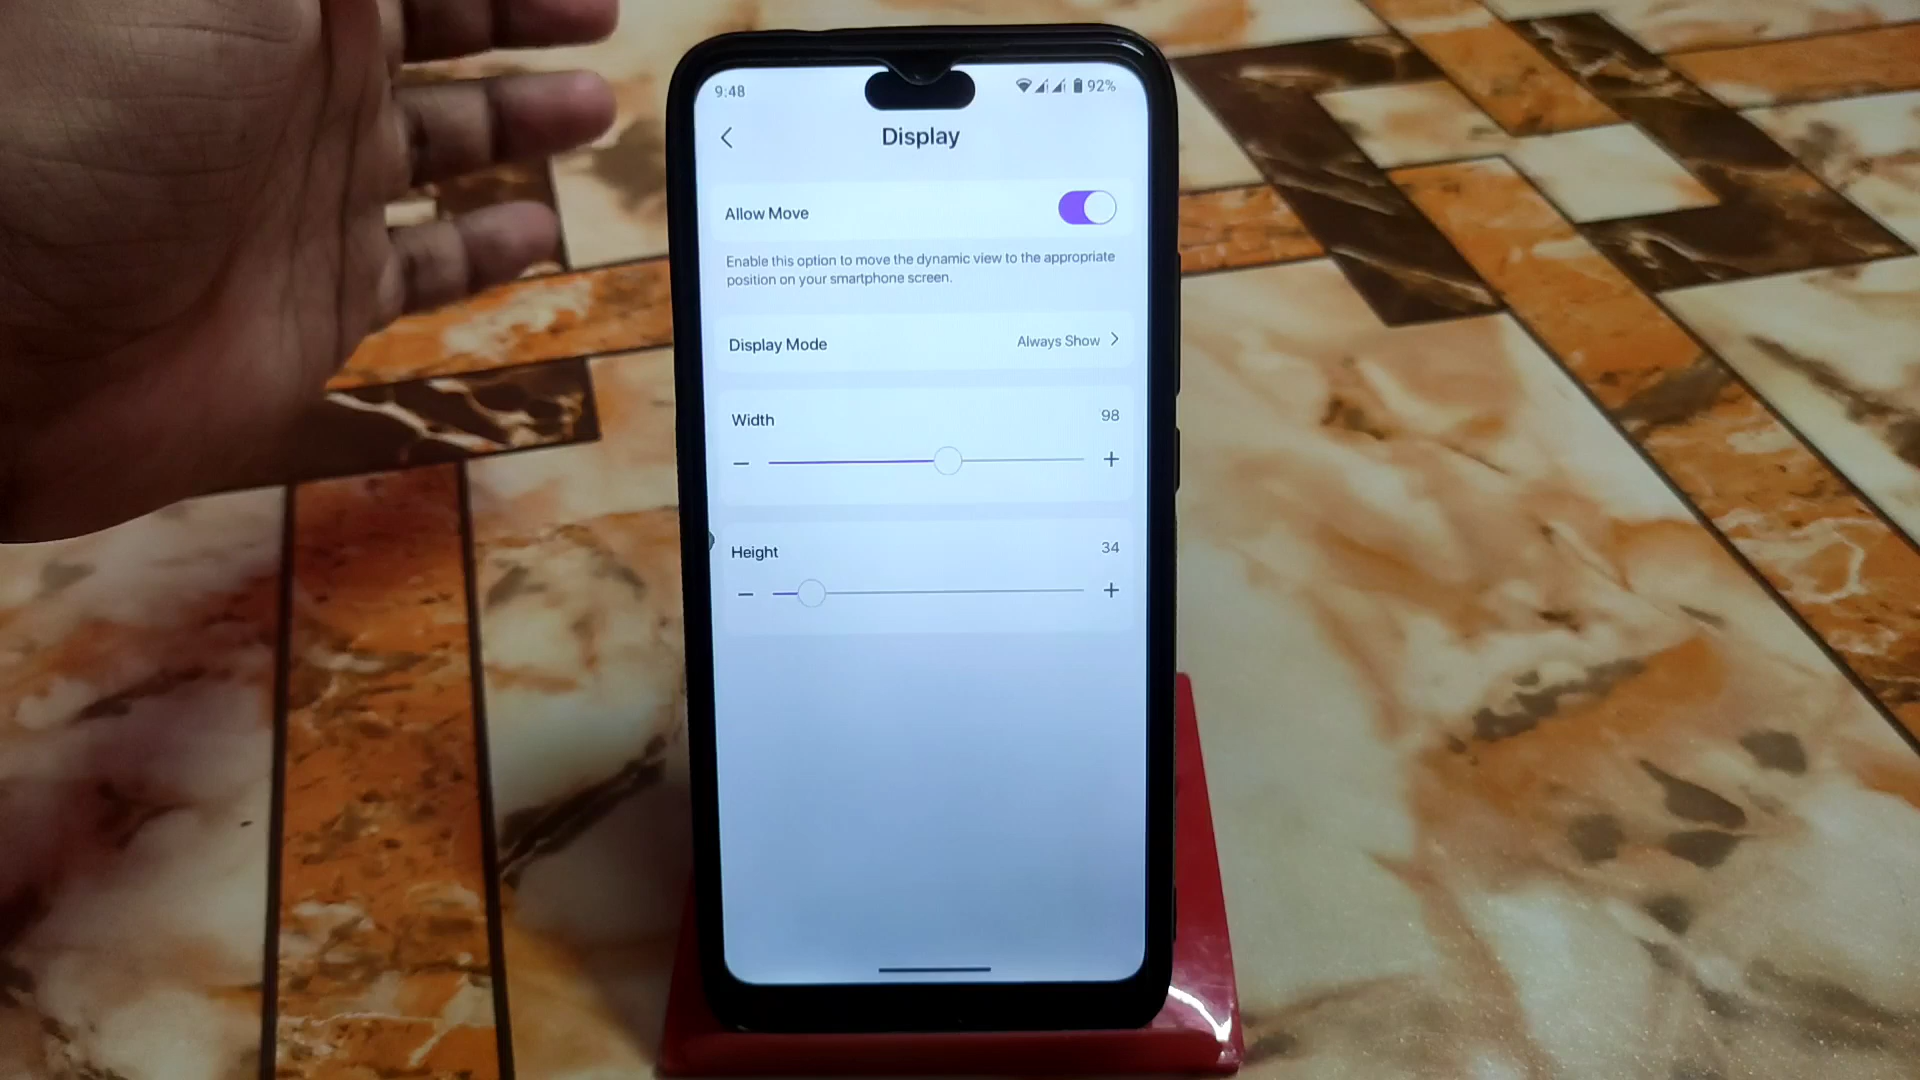 9:48
92%
Display
Allow Move
Enable this option to move the dynamic view to the appropriate
position on your smartphone screen.
Display Mode
Always Show
Width
98
Height
34